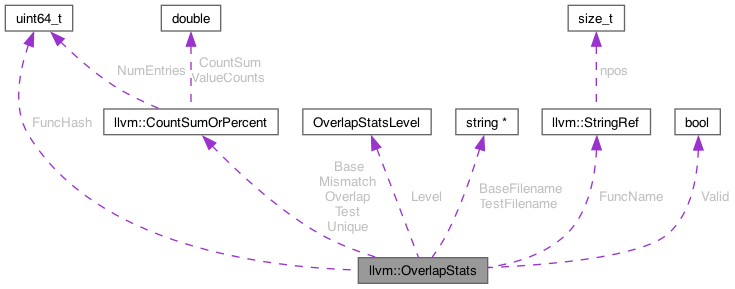 uint64_t
double
size_t
CountSum
ValueCounts
NumEntries
npos
FuncHash
llvm::CountSumOrPercent
OverlapStatsLevel
string *
llvm::StringRef
bool
Base
Mismatch
Overlap
Test
Unique
Level
BaseFilename
TestFilename
FuncName
Valid
llvm::OverlapStats